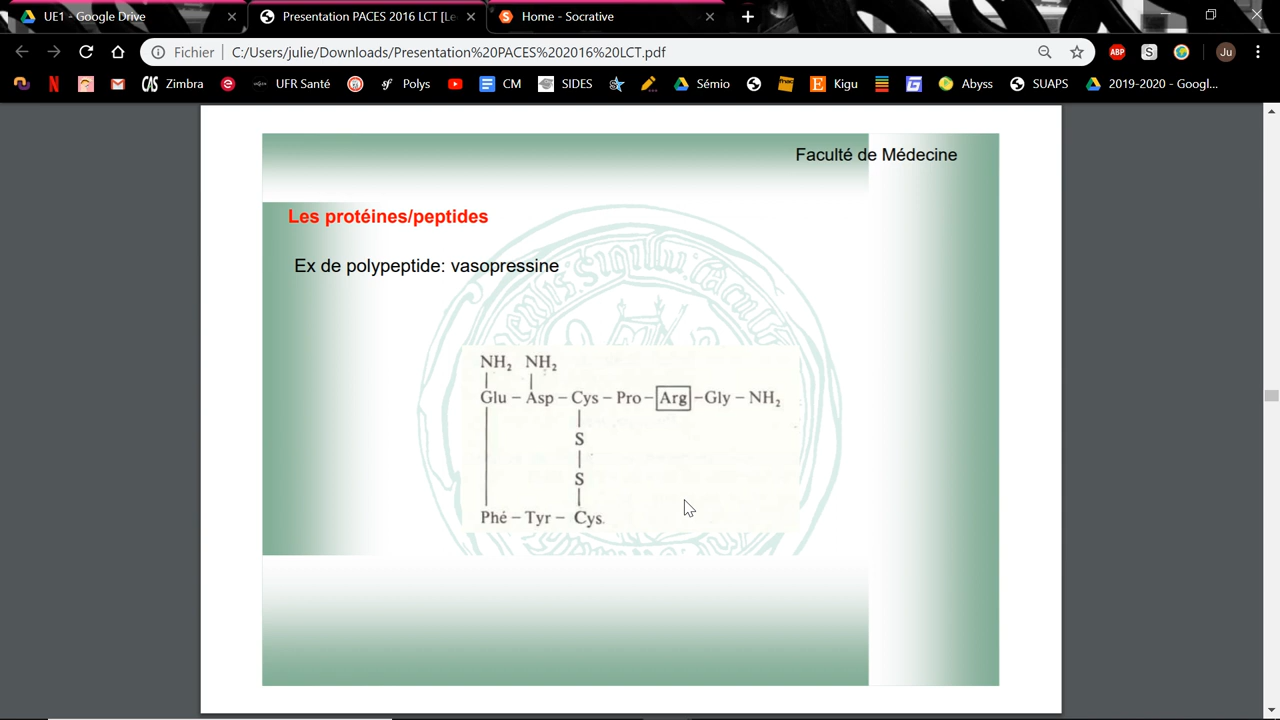 UE1 - Google Drive
Presentation PACES 2016 LCT [Le
Home - Socrative
Fichier
C:/Users/julie/Downloads/Presentation%20PACES%202016%20LCT.pdf
ABP
S
Ju
Zimbra
UFR Santé
Polys
CM
SIDES
Sémio
fnac
E
Kigu
Abyss
SUAPS
2019-2020 - Googl...
Faculté de Médecine
Les protéines/peptides
Ex de polypeptide: vasopressine
NH₂ NH₂
Glu – Asp – Cys – Pro – Arg – Gly – NH₂
S
S
Phé – Tyr – Cys.